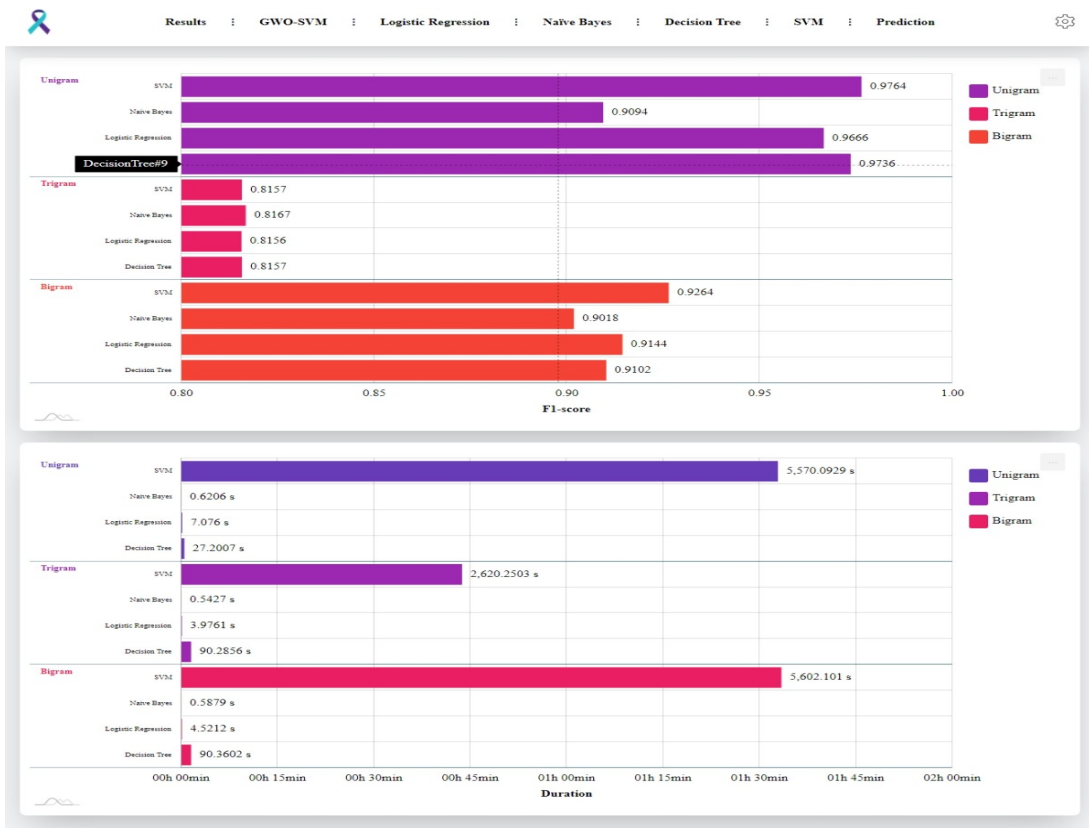 Results ⋮ GWO-SVM ⋮ Logistic Regression ⋮ Naïve Bayes ⋮ Decision Tree ⋮ SVM ⋮ Prediction
Unigram
SVM 0.9764
Naive Bayes 0.9094
Logistic Regression 0.9666
DecisionTree#9 0.9736
Trigram
SVM 0.8157
Naive Bayes 0.8167
Logistic Regression 0.8156
Decision Tree 0.8157
Bigram
SVM 0.9264
Naive Bayes 0.9018
Logistic Regression 0.9144
Decision Tree 0.9102
0.80 0.85 0.90 0.95 1.00
F1-score
Unigram
Trigram
Bigram
Unigram
SVM 5,570.0929 s
Naive Bayes 0.6206 s
Logistic Regression 7.076 s
Decision Tree 27.2007 s
Trigram
SVM 2,620.2503 s
Naive Bayes 0.5427 s
Logistic Regression 3.9761 s
Decision Tree 90.2856 s
Bigram
SVM 5,602.101 s
Naive Bayes 0.5879 s
Logistic Regression 4.5212 s
Decision Tree 90.3602 s
00h 00min 00h 15min 00h 30min 00h 45min 01h 00min 01h 15min 01h 30min 01h 45min 02h 00min
Duration
Unigram
Trigram
Bigram